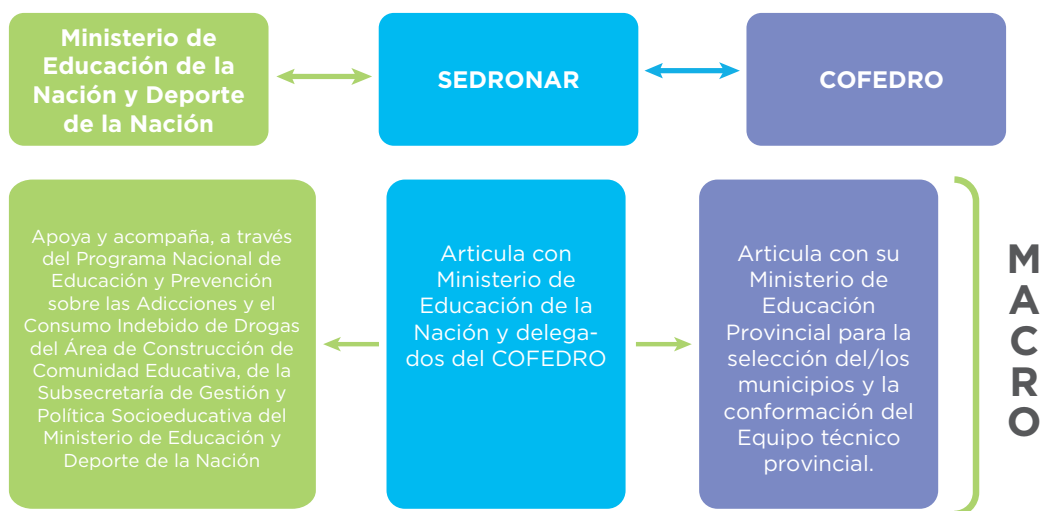 Ministerio de
Educación de la
Nación y Deporte
de la Nación
SEDRONAR
COFEDRO
Apoya y acompaña, a través
del Programa Nacional de
Educación y Prevención
sobre las Adicciones y el
Consumo Indebido de Drogas
del Área de Construcción de
Comunidad Educativa, de la
Subsecretaría de Gestión y
Política Socioeducativa del
Ministerio de Educación y
Deporte de la Nación
Articula con
Ministerio de
Educación de la
Nación y delega-
dos del COFEDRO
Articula con su
Ministerio de
Educación
Provincial para la
selección del/los
municipios y la
conformación del
Equipo técnico
provincial.
MACRO